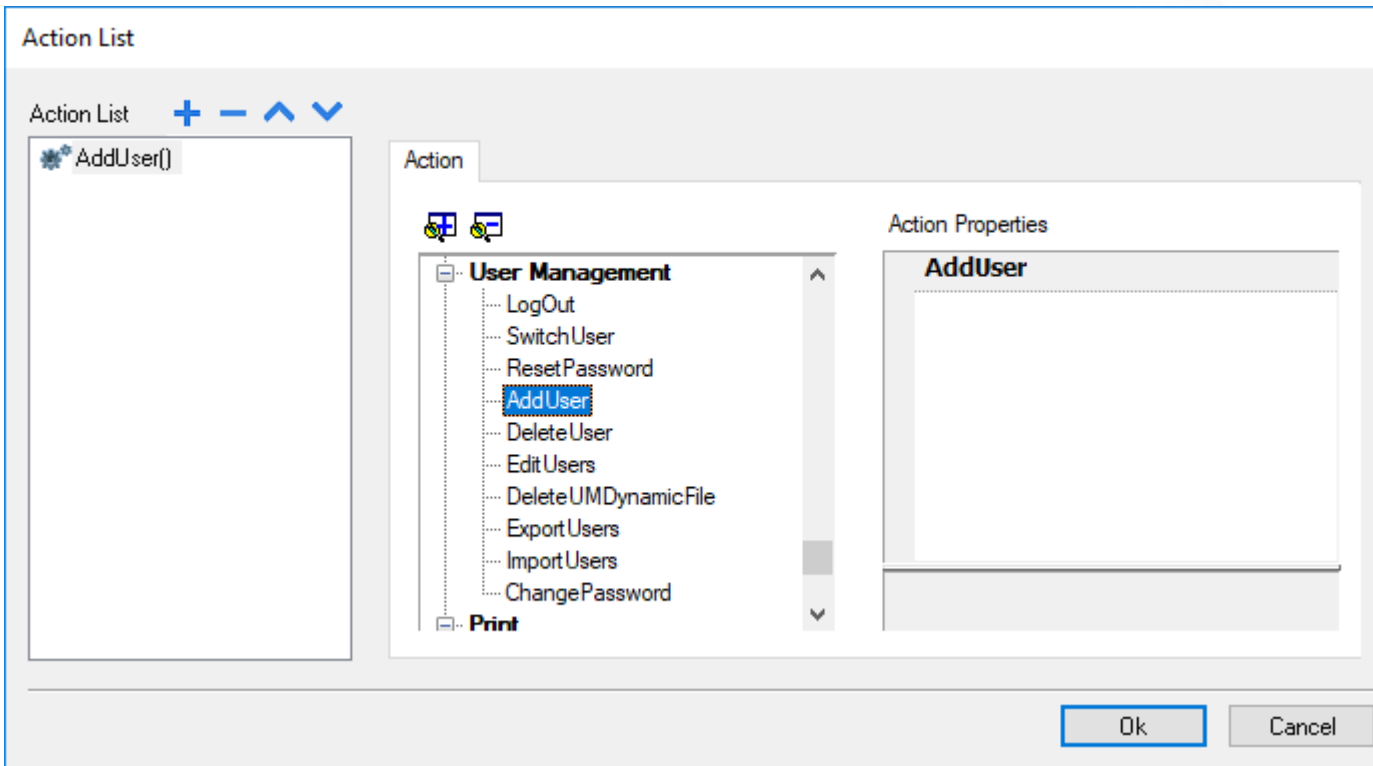 Action List
Action List
AddUser()
Action
Action Properties
User Management
LogOut
SwitchUser
ResetPassword
AddUser
DeleteUser
EditUsers
DeleteUMDynamicFile
ExportUsers
ImportUsers
ChangePassword
Print
AddUser
Ok
Cancel